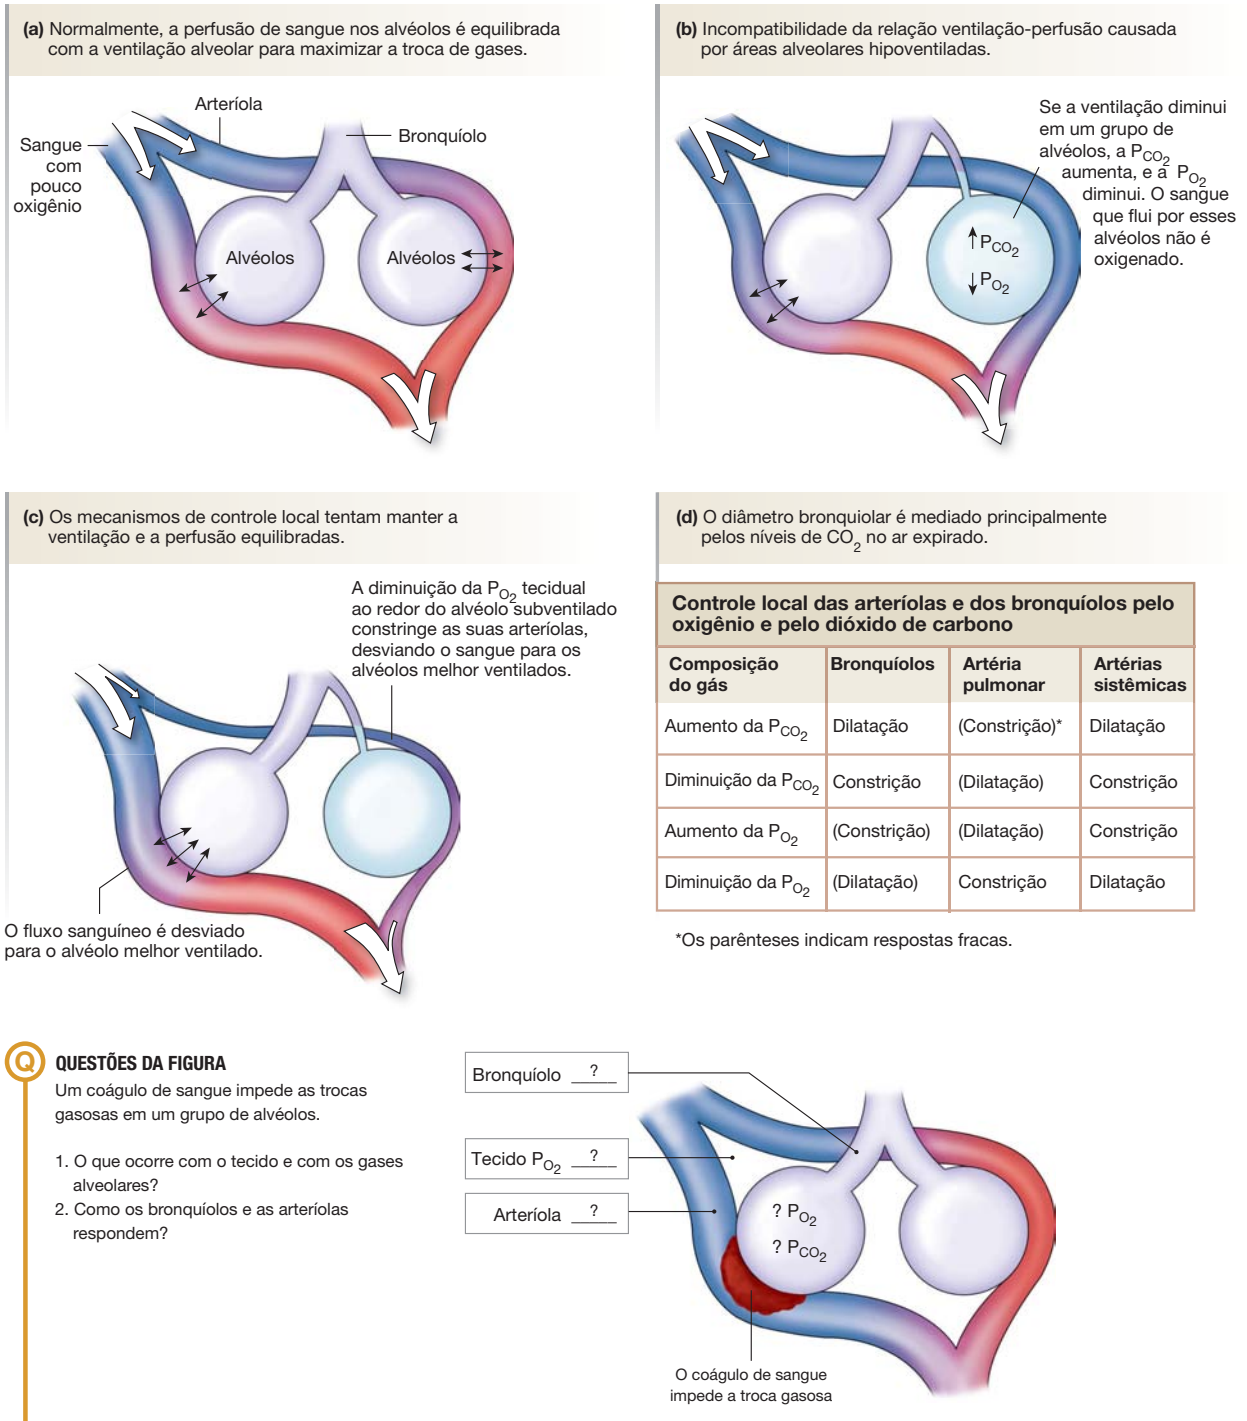 (a) Normalmente, a perfusão de sangue nos alvéolos é equilibrada
com a ventilação alveolar para maximizar a troca de gases.
Arteríola
Sangue
com
pouco
oxigênio
Bronquíolo
Alvéolos
Alvéolos
(b) Incompatibilidade da relação ventilação-perfusão causada
por áreas alveolares hipoventiladas.
Se a ventilação diminui
em um grupo de
alvéolos, a PCO2
aumenta, e a PO2
diminui. O sangue
que flui por esses
alvéolos não é
oxigenado.
↑ PCO2
↓ PO2
(c) Os mecanismos de controle local tentam manter a
ventilação e a perfusão equilibradas.
A diminuição da PO2 tecidual
ao redor do alvéolo subventilado
constringe as suas arteríolas,
desviando o sangue para os
alvéolos melhor ventilados.
O fluxo sanguíneo é desviado
para o alvéolo melhor ventilado.
(d) O diâmetro bronquiolar é mediado principalmente
pelos níveis de CO2 no ar expirado.
Controle local das arteríolas e dos bronquíolos pelo
oxigênio e pelo dióxido de carbono
Composição do gás Bronquíolos Artéria pulmonar Artérias sistêmicas
Aumento da PCO2 Dilatação (Constrição)* Dilatação
Diminuição da PCO2 Constrição (Dilatação) Constrição
Aumento da PO2 (Constrição) (Dilatação) Constrição
Diminuição da PO2 (Dilatação) Constrição Dilatação
*Os parênteses indicam respostas fracas.
Q QUESTÕES DA FIGURA
Um coágulo de sangue impede as trocas
gasosas em um grupo de alvéolos.
1. O que ocorre com o tecido e com os gases
alveolares?
2. Como os bronquíolos e as arteríolas
respondem?
Bronquíolo ?
Tecido PO2 ?
Arteríola ?
? PO2
? PCO2
O coágulo de sangue
impede a troca gasosa